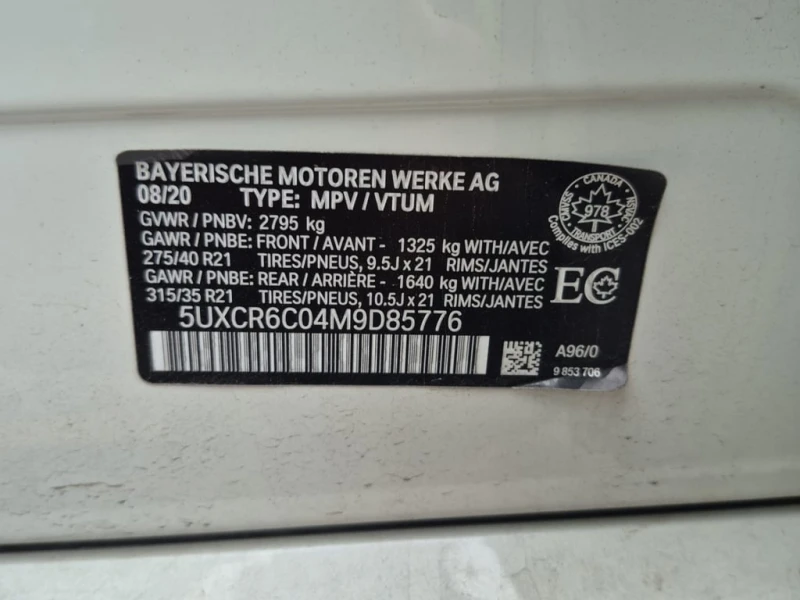 BAYERISCHE MOTOREN WERKE AG
08/20 TYPE: MPV / VTUM
GVWR / PNBV: 2795 kg
GAWR / PNBE: FRONT / AVANT - 1325 kg WITH/AVEC
275/40 R21 TIRES/PNEUS, 9.5J x 21 RIMS/JANTES
GAWR / PNBE: REAR / ARRIÈRE - 1640 kg WITH/AVEC
315/35 R21 TIRES/PNEUS, 10.5J x 21 RIMS/JANTES
5UXCR6C04M9D85776
CANADA
978
TRANSPORT
Complies with ICES-002
EC
A96/0
9 853 706